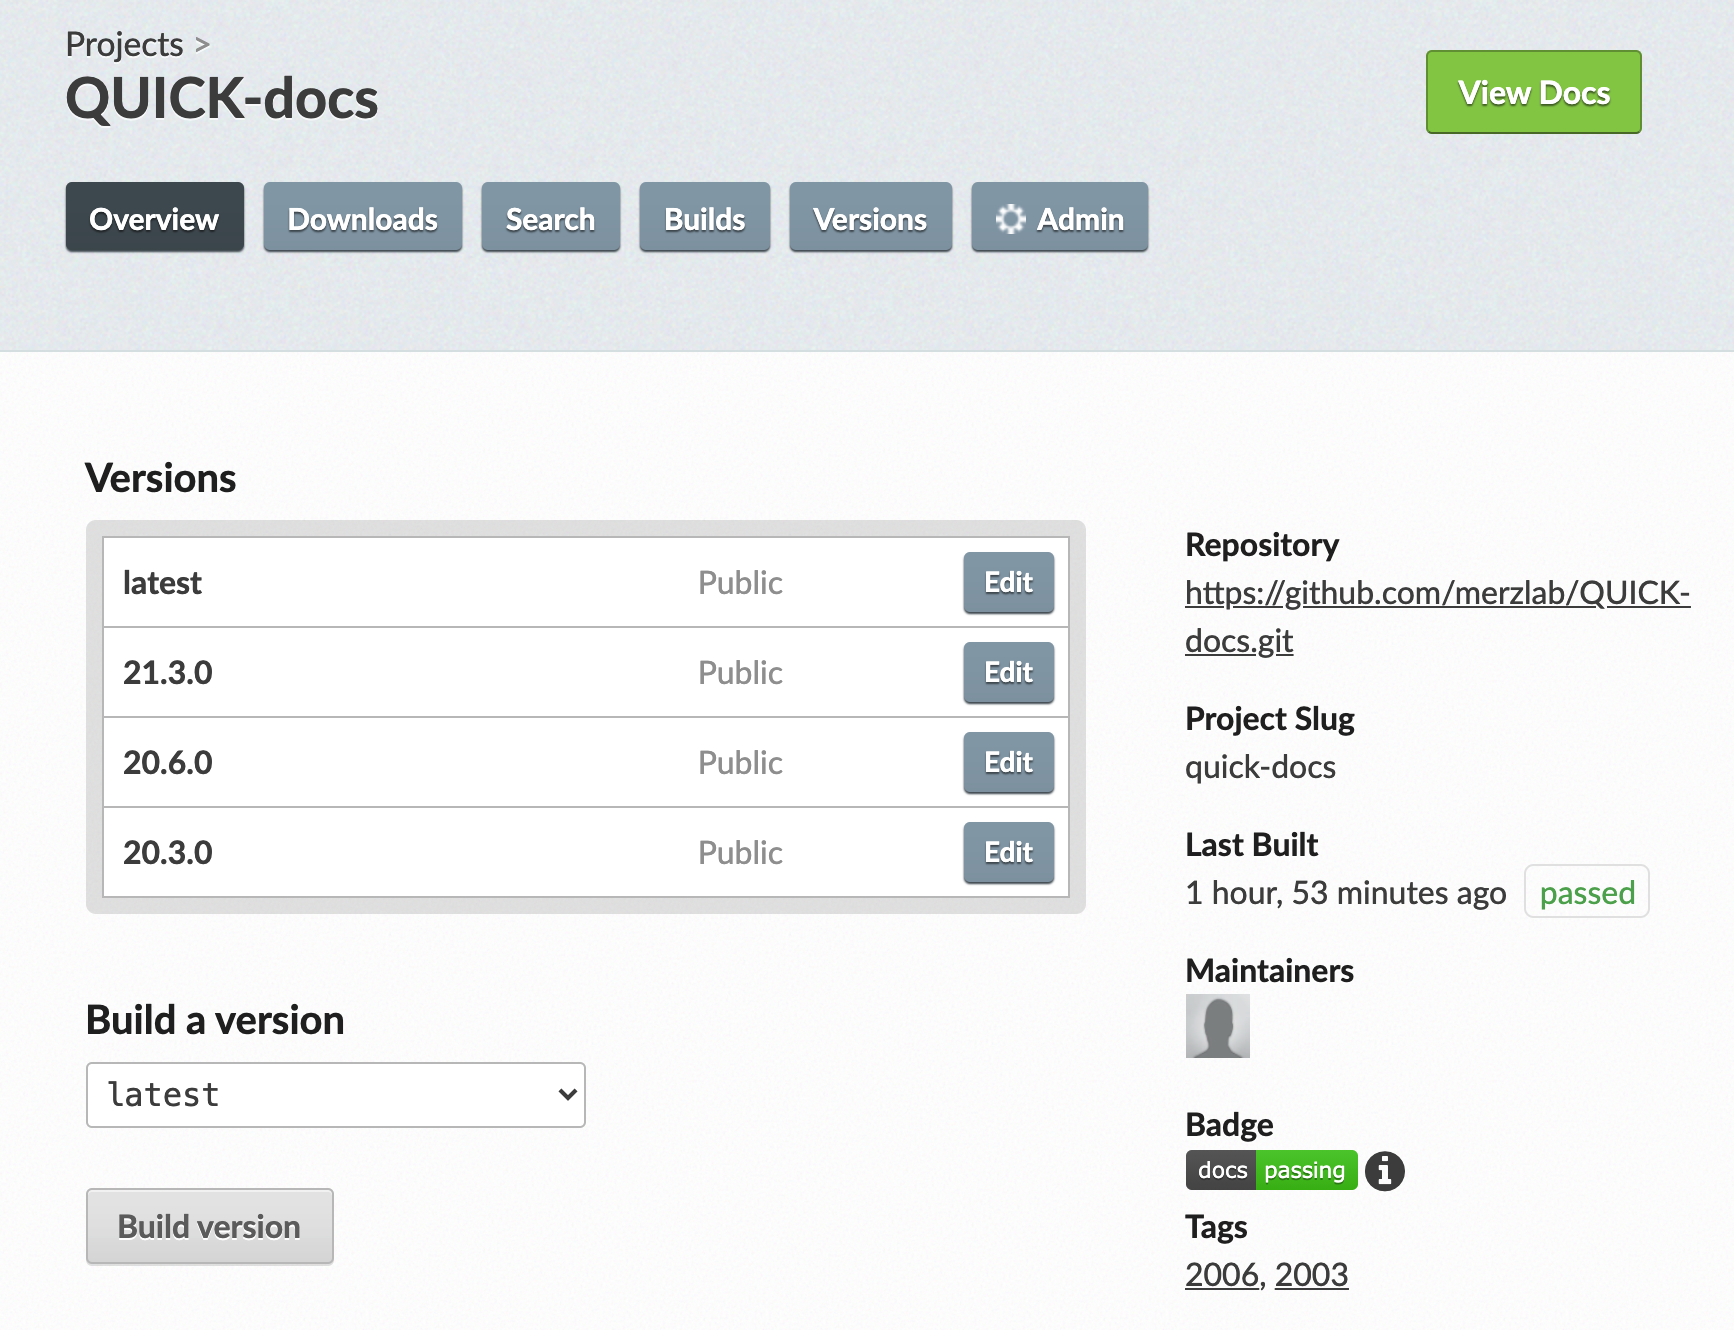 Projects >
QUICK-docs
View Docs
Overview
Downloads
Search
Builds
Versions
Admin
Versions
latest Public Edit
21.3.0 Public Edit
20.6.0 Public Edit
20.3.0 Public Edit
Build a version
latest
Build version
Repository
https://github.com/merzlab/QUICK-
docs.git
Project Slug
quick-docs
Last Built
1 hour, 53 minutes ago passed
Maintainers
Badge
docs passing
Tags
2006, 2003